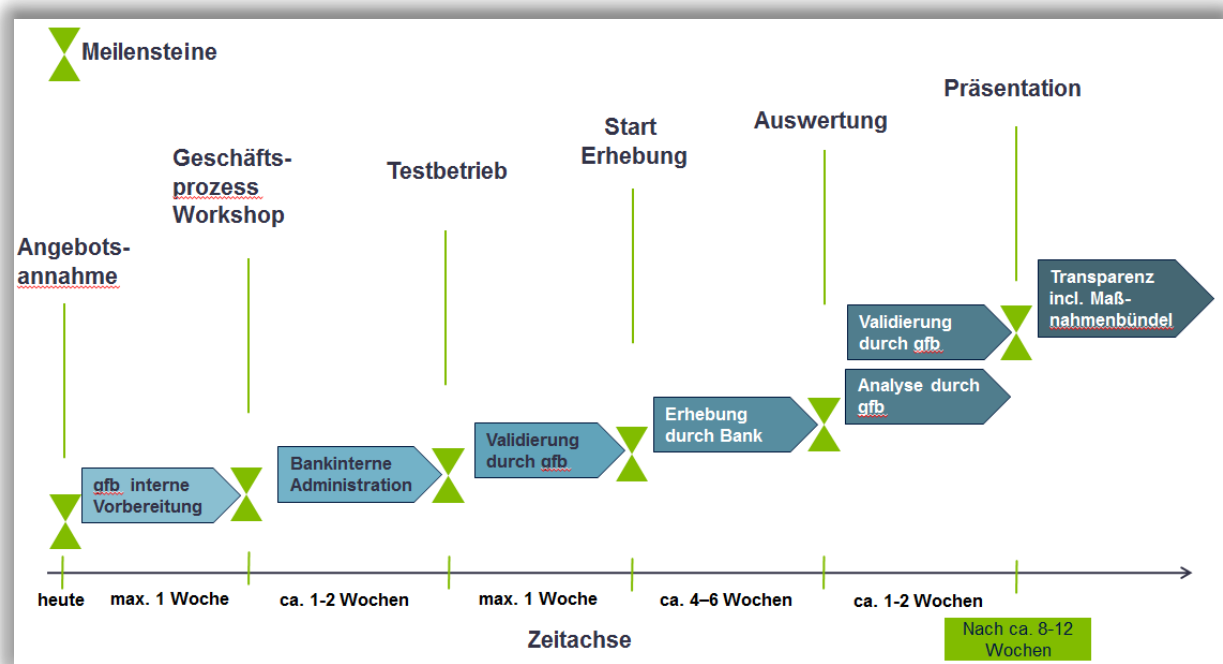 Meilensteine
Präsentation
Auswertung
Start
Erhebung
Testbetrieb
Geschäfts-
prozess
Workshop
Angebots-
annahme
Transparenz
incl. Maß-
nahmenbündel
Validierung
durch gfb
Analyse durch
gfb
Erhebung
durch Bank
Validierung
durch gfb
Bankinterne
Administration
gfb interne
Vorbereitung
heute
max. 1 Woche
ca. 1-2 Wochen
max. 1 Woche
ca. 4–6 Wochen
ca. 1-2 Wochen
Zeitachse
Nach ca. 8-12
Wochen